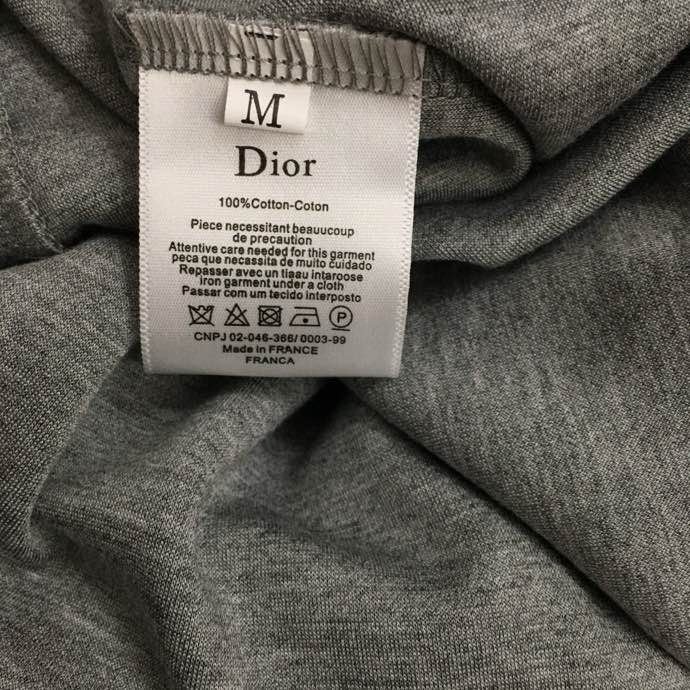 M
Dior
100%Cotton-Coton
Piece necessitant beauucoup
de precaution
Attentive care needed for this garment
peca que necassita de muito cuidado
Repasser avec un tiaau intaroose
iron garment under a cloth
Passar com um tecido interposto
P
CNPJ 02-046-366/ 0003-99
Made in FRANCE
FRANCA